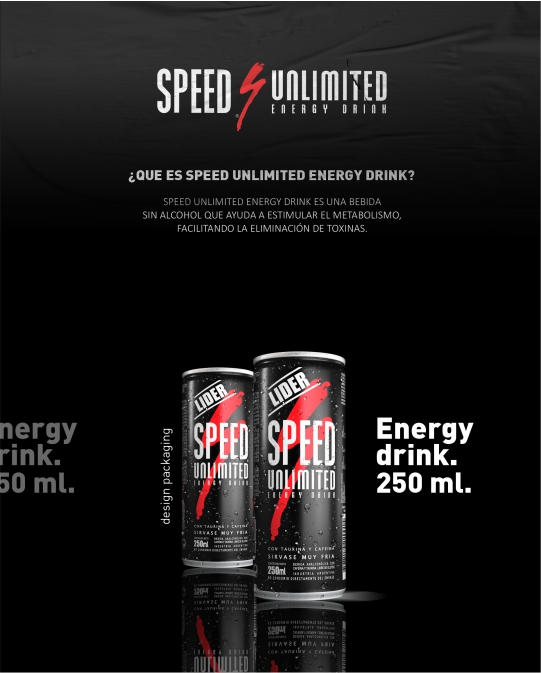 SPEED UNLIMITED
ENERGY DRINK
¿QUE ES SPEED UNLIMITED ENERGY DRINK?
SPEED UNLIMITED ENERGY DRINK ES UNA BEBIDA
SIN ALCOHOL QUE AYUDA A ESTIMULAR EL METABOLISMO,
FACILITANDO LA ELIMINACIÓN DE TOXINAS.
nergy
rink.
50 ml.
design packaging
LIDER
SPEED
UNLIMITED
ENERGY DRINK
CON TAURINA Y CAFEINA
SIRVASE MUY FRIA
250ml
LIDER
SPEED
UNLIMITED
ENERGY DRINK
CON TAURINA Y CAFEINA
SIRVASE MUY FRIA
250ml
INDUSTRIA ARGENTINA
Energy
drink.
250 ml.